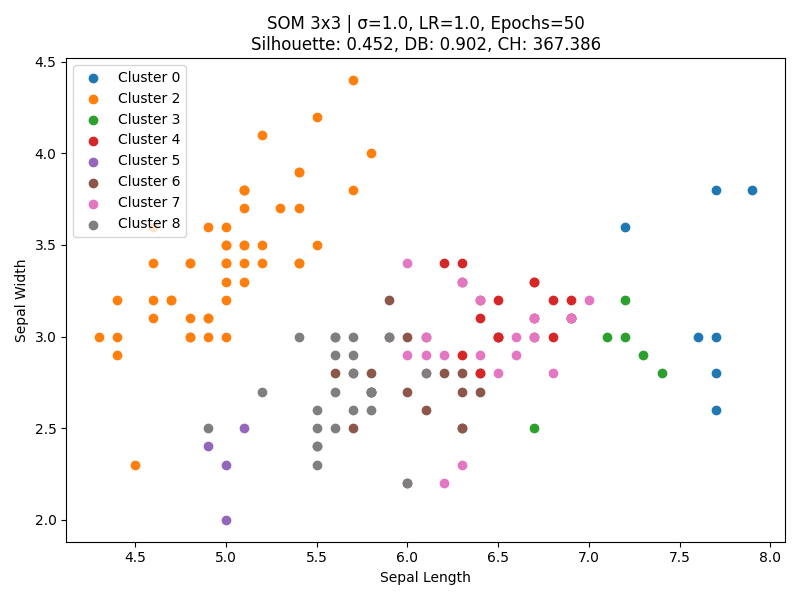 SOM 3x3 | σ=1.0, LR=1.0, Epochs=50
Silhouette: 0.452, DB: 0.902, CH: 367.386
Cluster 0
Cluster 2
Cluster 3
Cluster 4
Cluster 5
Cluster 6
Cluster 7
Cluster 8
4.5
4.0
3.5
3.0
2.5
2.0
Sepal Width
4.5 5.0 5.5 6.0 6.5 7.0 7.5 8.0
Sepal Length